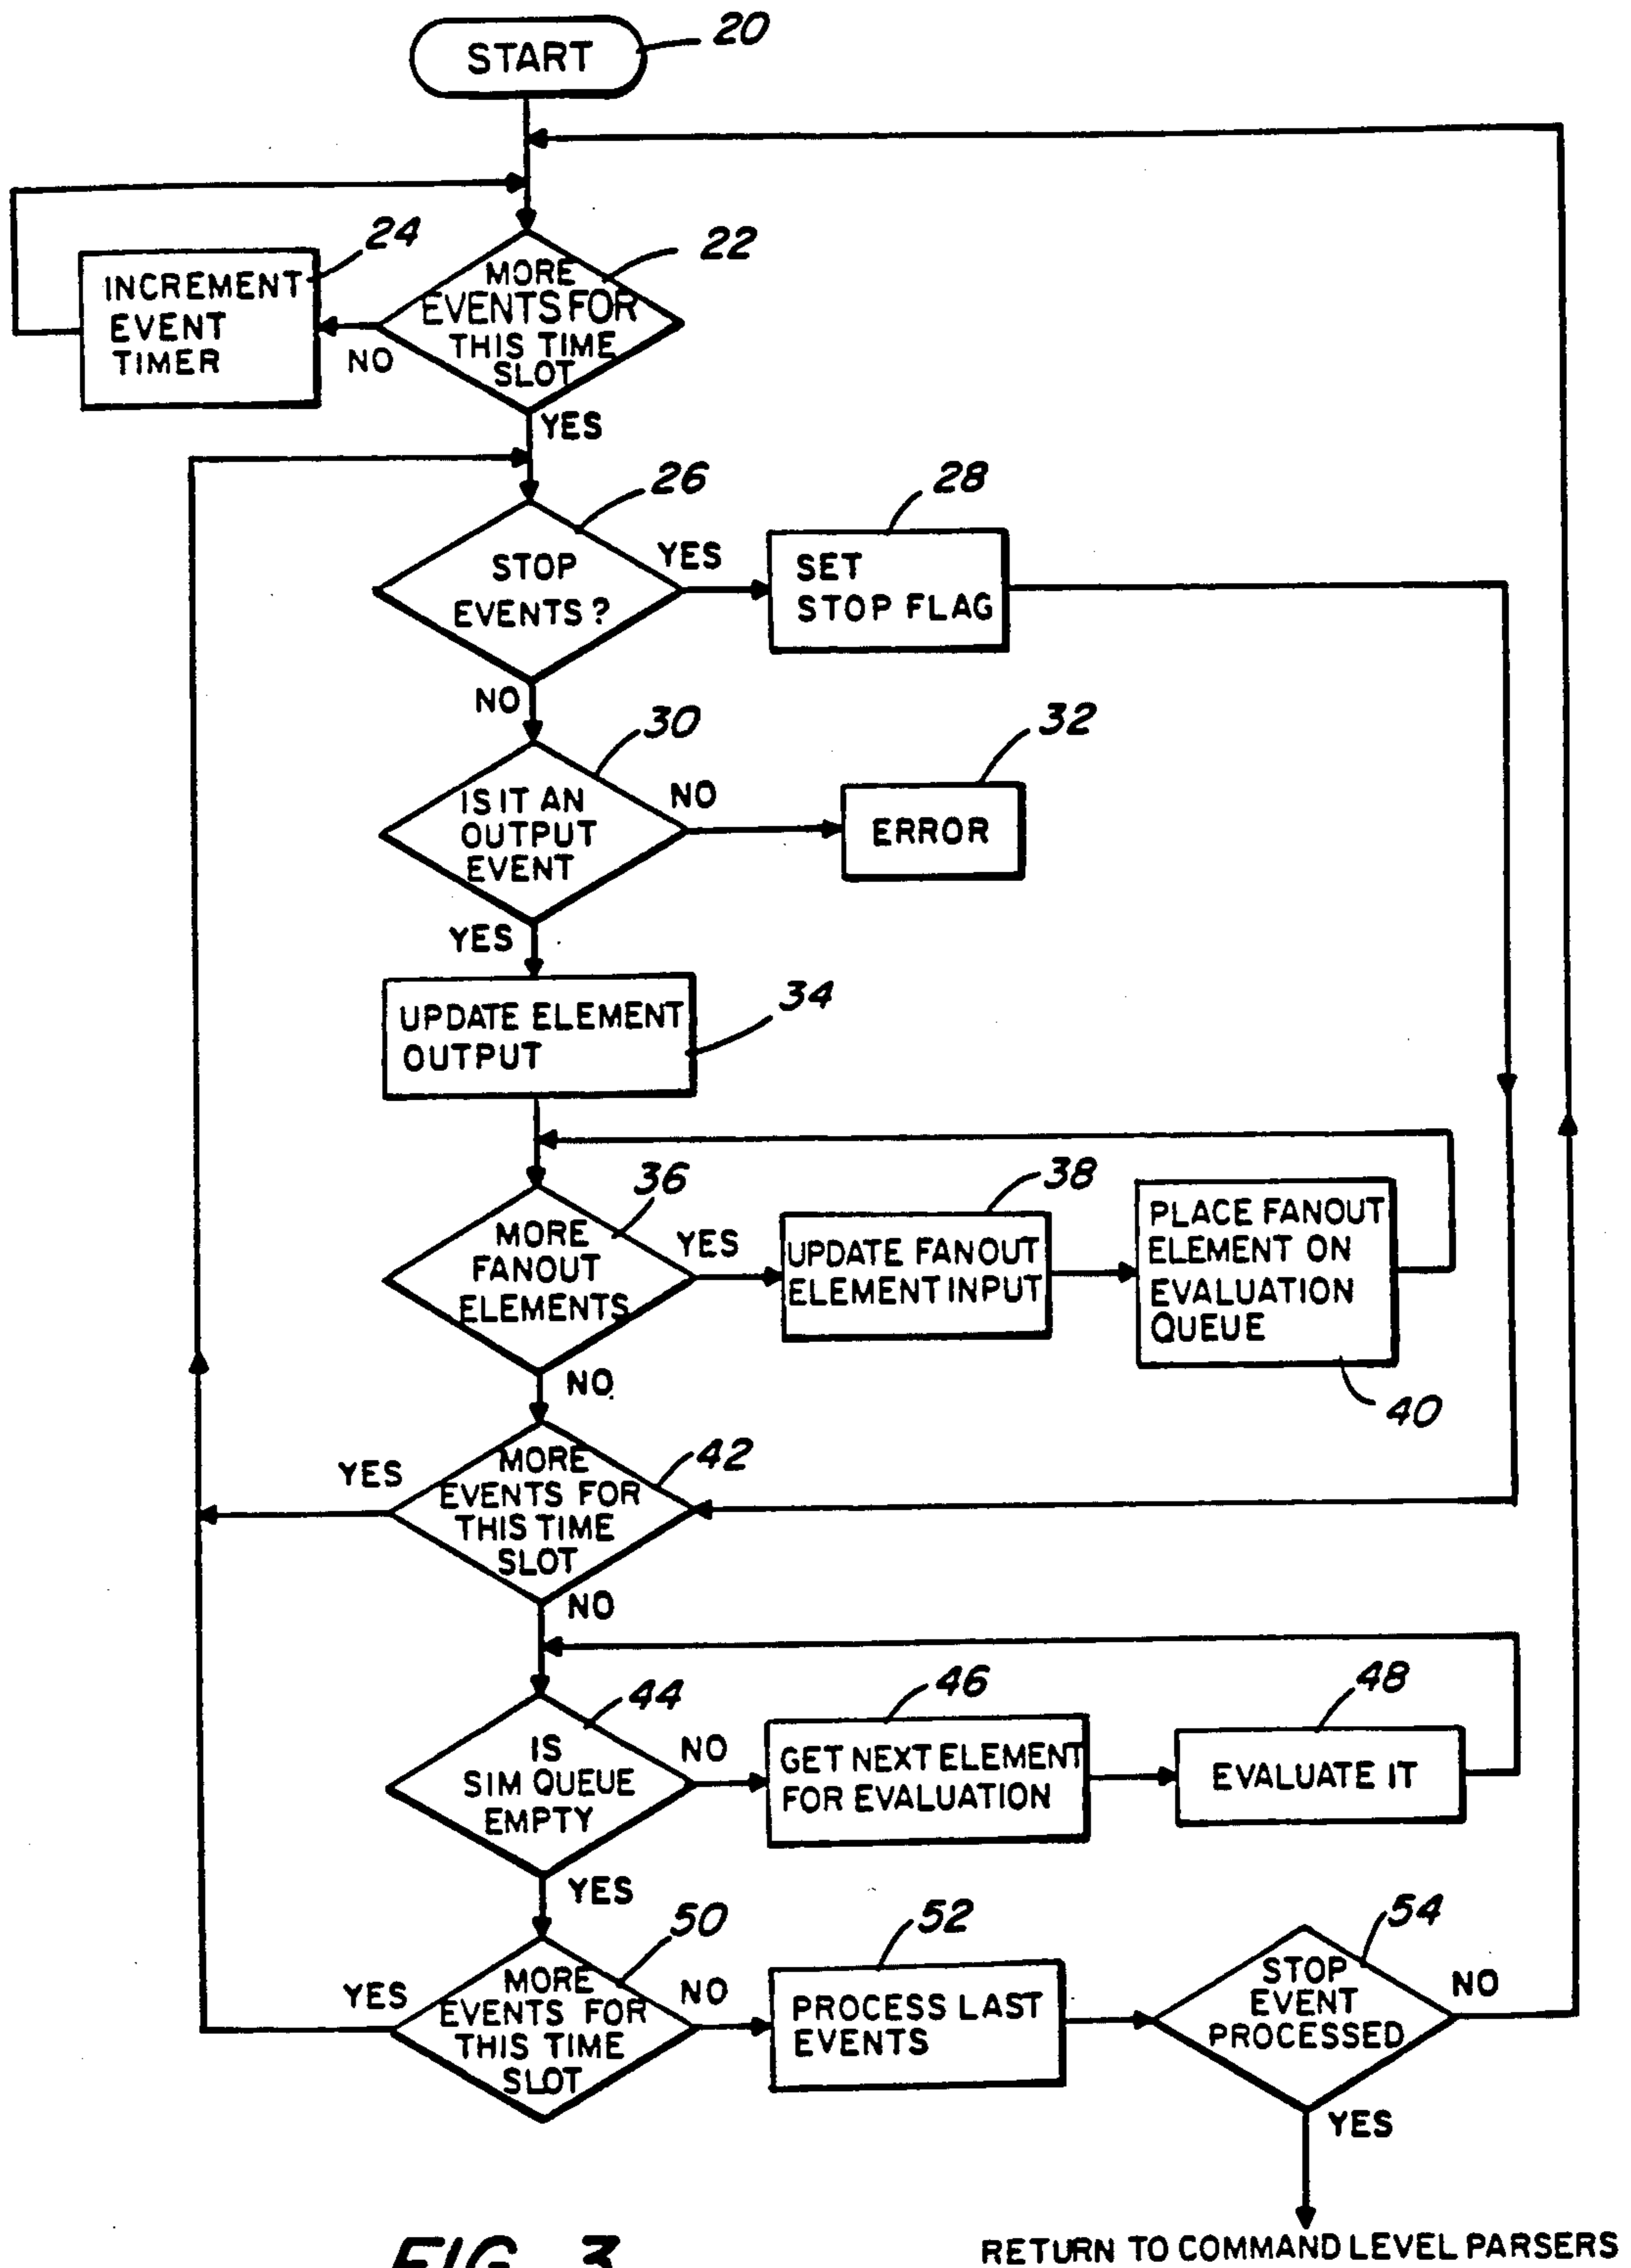 START
20
24
22
INCREMENT
EVENT
TIMER
MORE
EVENTS FOR
THIS TIME
SLOT
NO
YES
26
28
STOP
EVENTS?
YES
SET
STOP FLAG
NO
30
32
IS IT AN
OUTPUT
EVENT
NO
ERROR
YES
34
UPDATE ELEMENT
OUTPUT
36
38
MORE
FANOUT
ELEMENTS
YES
UPDATE FANOUT
ELEMENT INPUT
PLACE FANOUT
ELEMENT ON
EVALUATION
QUEUE
40
NO
42
YES
MORE
EVENTS FOR
THIS TIME
SLOT
NO
44
46
48
IS
SIM QUEUE
EMPTY
NO
GET NEXT ELEMENT
FOR EVALUATION
EVALUATE IT
YES
50
52
54
YES
MORE
EVENTS FOR
THIS TIME
SLOT
NO
PROCESS LAST
EVENTS
STOP
EVENT
PROCESSED
NO
YES
FIG. 3
RETURN TO COMMAND LEVEL PARSERS